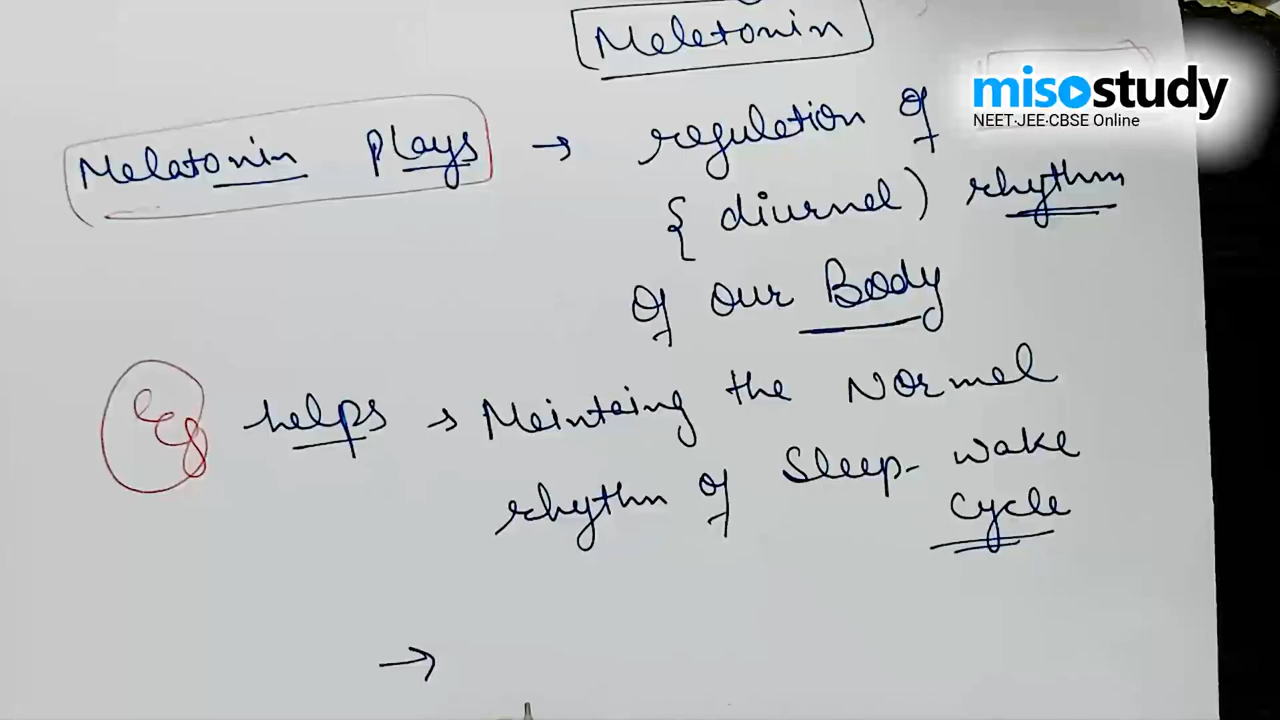 Meletonin
misostudy
NEET·JEE·CBSE Online
Melatonin Plays → regulation of
{ diurnel) rhythm
of our Body
Eg helps → Meintaing the Normel
rhythm of Sleep-wake
Cycle
→